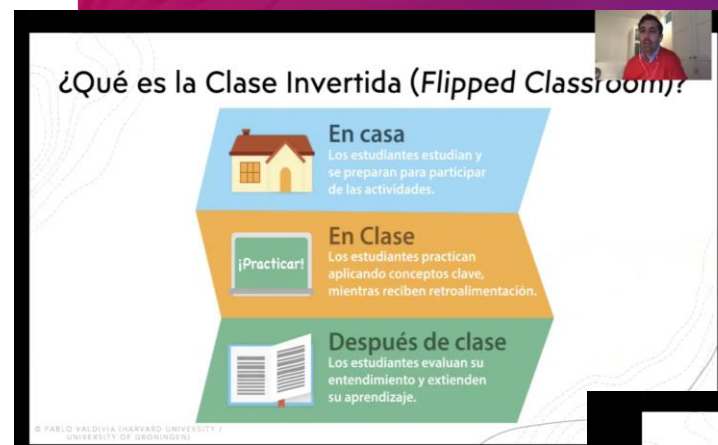 ¿Qué es la Clase Invertida (Flipped Classroom)?
En casa
Los estudiantes estudian y
se preparan para participar
de las actividades.
¡Practicar!
En Clase
Los estudiantes practican
aplicando conceptos clave,
mientras reciben retroalimentación.
Después de clase
Los estudiantes evaluan su
entendimiento y extienden
su aprendizaje.
© PABLO VALDIVIA (HARVARD UNIVERSITY /
UNIVERSITY OF GRONINGEN)